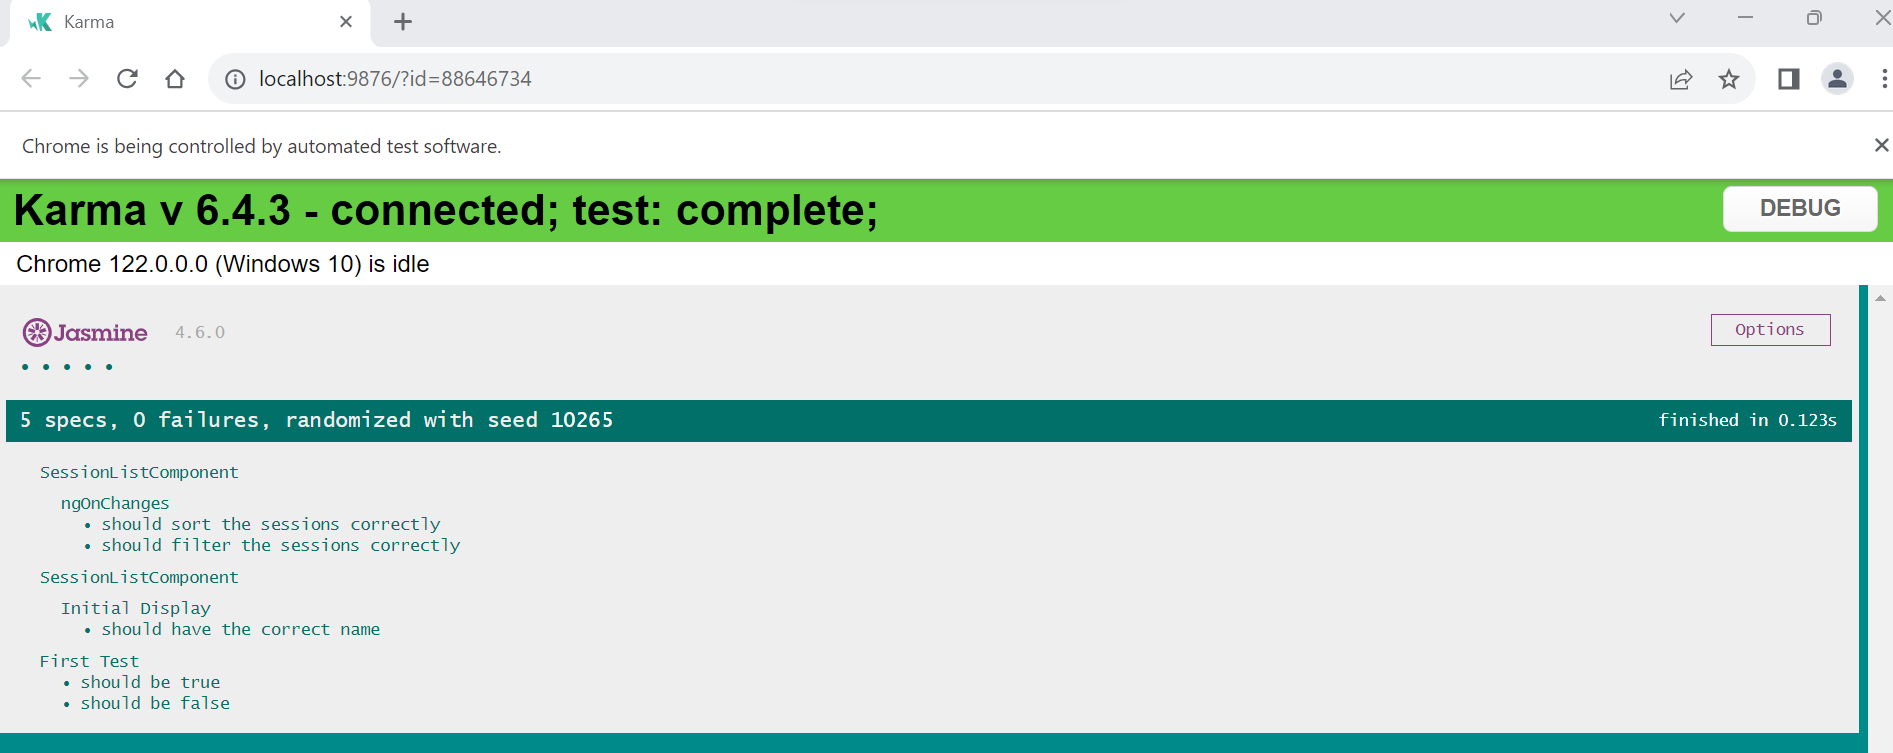 Karma
localhost:9876/?id=88646734
Chrome is being controlled by automated test software.
Karma v 6.4.3 - connected; test: complete;
DEBUG
Chrome 122.0.0.0 (Windows 10) is idle
Jasmine 4.6.0
Options
• • • • •
5 specs, 0 failures, randomized with seed 10265
finished in 0.123s
SessionListComponent
ngOnChanges
• should sort the sessions correctly
• should filter the sessions correctly
SessionListComponent
Initial Display
• should have the correct name
First Test
• should be true
• should be false